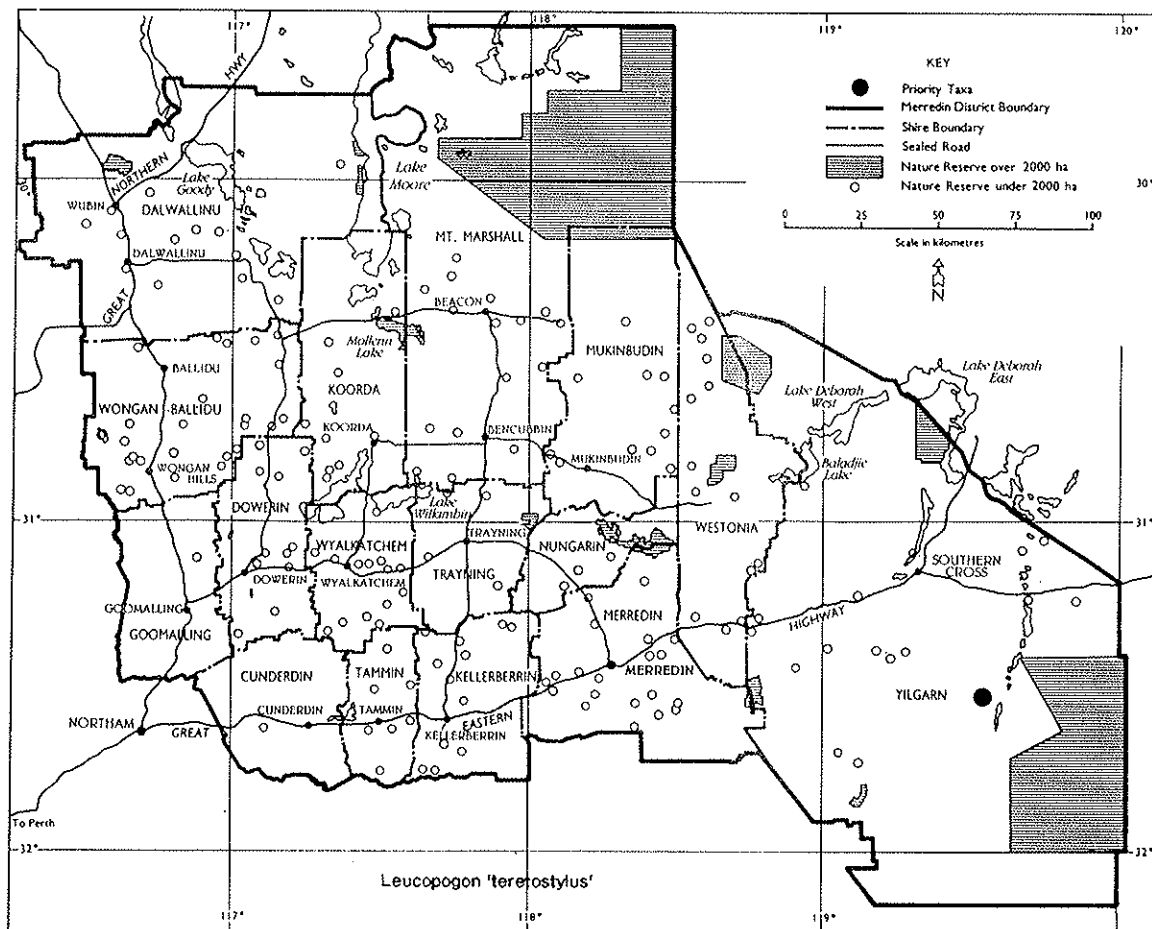 117°
118°
119°
120°
KEY
Priority Taxa
Merredin District Boundary
Shire Boundary
Sealed Road
Nature Reserve over 2000 ha
Nature Reserve under 2000 ha
0 25 50 75 100
Scale in kilometres
N
HWY
NORTHERN
Lake
Goody
Lake
Moore
30°
30°
WUBIN
DALWALLINU
MT. MARSHALL
DALWALLINU
GREAT
BEACON
Mollerin
Lake
MUKINBUDIN
BALLIDU
KOORDA
Lake Deborah
East
Lake Deborah
West
WONGAN
BALLIDU
KOORDA
BENCUBBIN
MUKINBUDIN
Baladjie
Lake
WONGAN
HILLS
DOWERIN
Lake
Wilkimbin
WESTONIA
31°
31°
TRAYNING
NUNGARIN
WYALKATCHEM
SOUTHERN
CROSS
DOWERIN
WYALKATCHEM
TRAYNING
GOOMALLING
MERREDIN
HIGHWAY
GOOMALLING
CUNDERDIN
TAMMIN
KELLERBERRIN
MERREDIN
YILGARN
NORTHAM
GREAT
CUNDERDIN
TAMMIN
KELLERBERRIN
EASTERN
To Perth
32°
32°
Leucopogon 'tererostylus'
117°
118°
119°